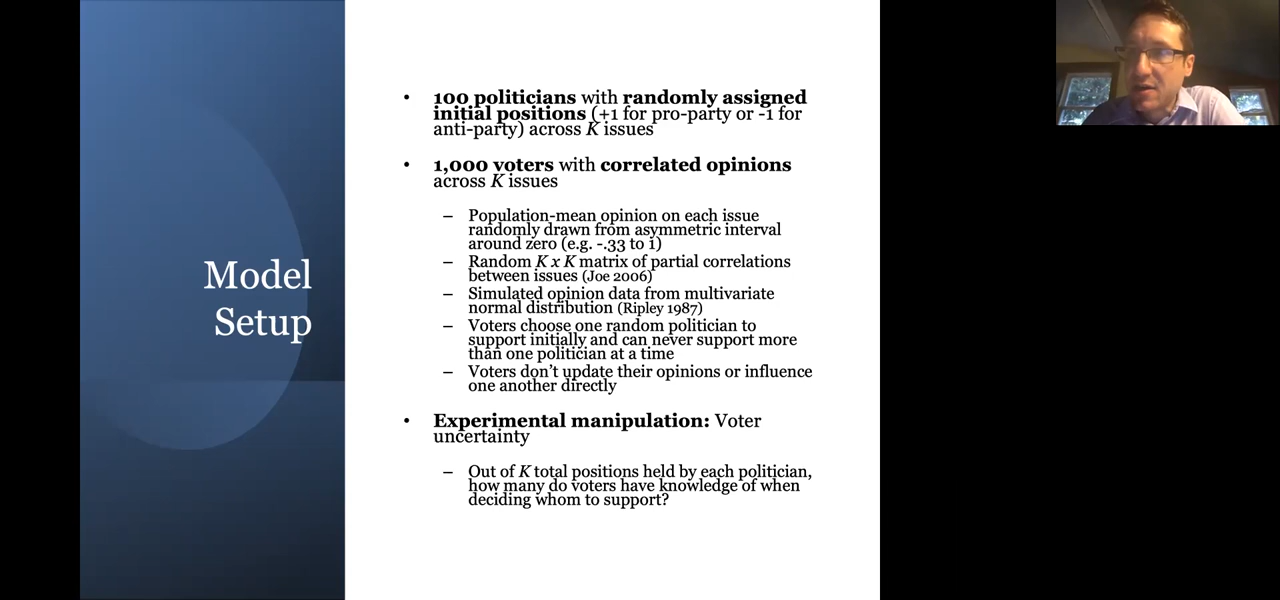 Model
Setup
• 100 politicians with randomly assigned
initial positions (+1 for pro-party or -1 for
anti-party) across K issues
• 1,000 voters with correlated opinions
across K issues
– Population-mean opinion on each issue
randomly drawn from asymmetric interval
around zero (e.g. -.33 to 1)
– Random K x K matrix of partial correlations
between issues (Joe 2006)
– Simulated opinion data from multivariate
normal distribution (Ripley 1987)
– Voters choose one random politician to
support initially and can never support more
than one politician at a time
– Voters don’t update their opinions or influence
one another directly
• Experimental manipulation: Voter
uncertainty
– Out of K total positions held by each politician,
how many do voters have knowledge of when
deciding whom to support?